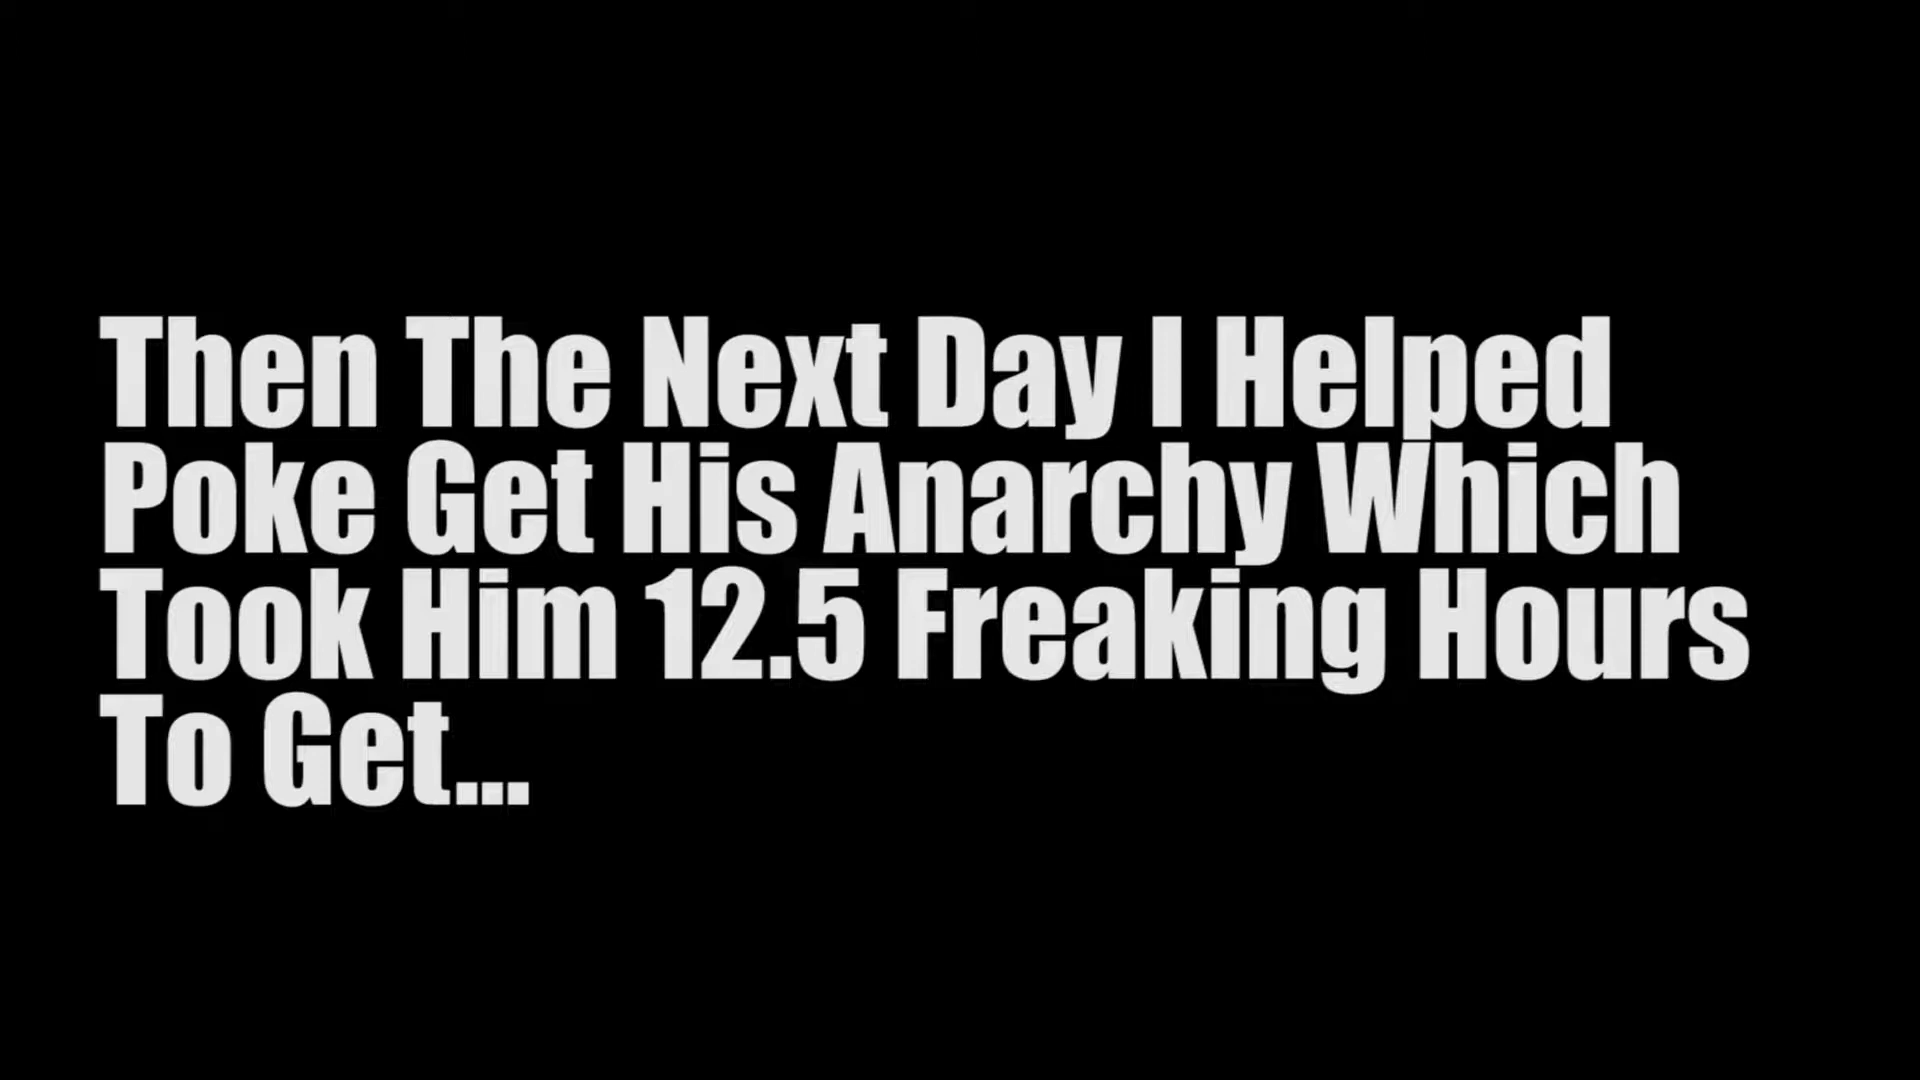 Then The Next Day I Helped
Poke Get His Anarchy Which
Took Him 12.5 Freaking Hours
To Get...